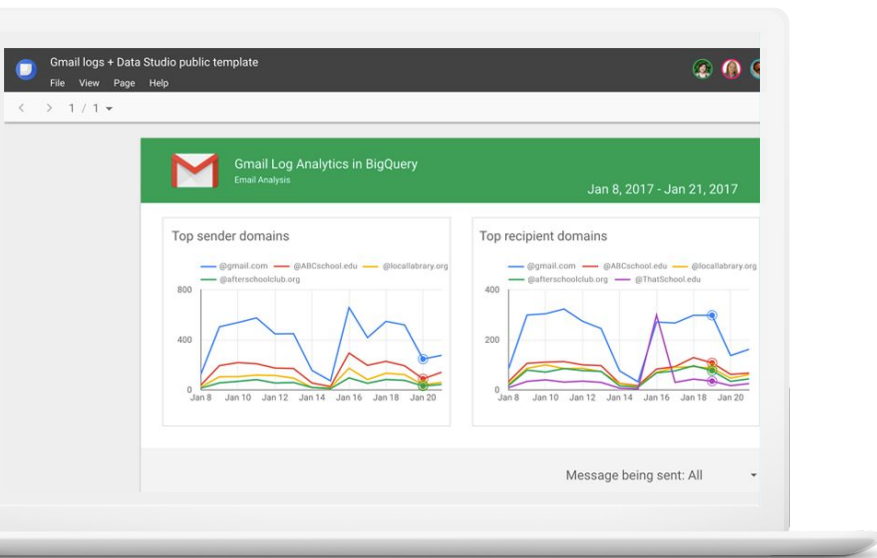 Gmail logs + Data Studio public template
File View Page Help
1 / 1
Gmail Log Analytics in BigQuery
Email Analysis
Jan 8, 2017 - Jan 21, 2017
Top sender domains
@gmail.com @ABCschool.edu @locallabrary.org
@afterschoolclub.org
800
400
0
Jan 8 Jan 10 Jan 12 Jan 14 Jan 16 Jan 18 Jan 20
Top recipient domains
@gmail.com @ABCschool.edu @locallabrary.org
@afterschoolclub.org @ThatSchool.edu
400
200
0
Jan 8 Jan 10 Jan 12 Jan 14 Jan 16 Jan 18 Jan 20
Message being sent: All